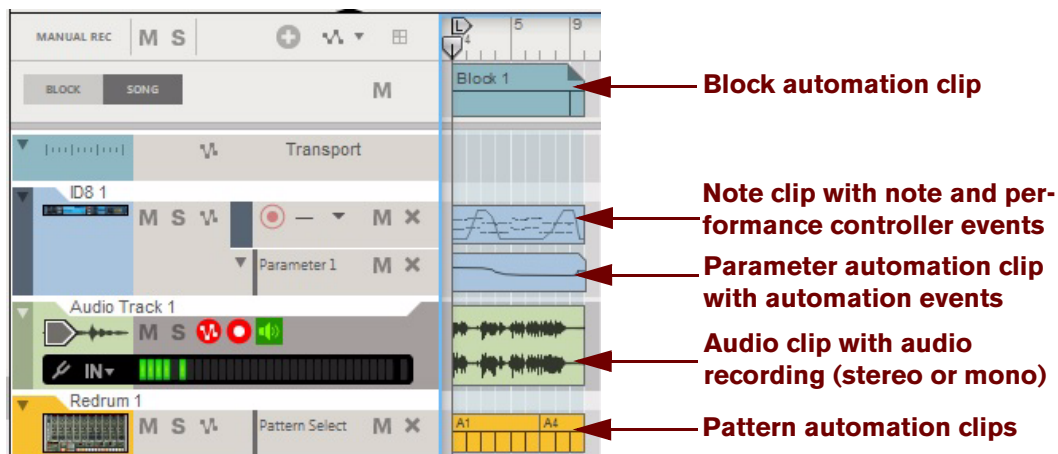 MANUAL REC M S
L 5 9
4
BLOCK SONG M
Block 1
Block automation clip
Transport
ID8 1
M S M
Note clip with note and per-
formance controller events
Parameter 1 M
Parameter automation clip
with automation events
Audio Track 1
M S
IN
Audio clip with audio
recording (stereo or mono)
Redrum 1
M S Pattern Select M
A1 A4
Pattern automation clips